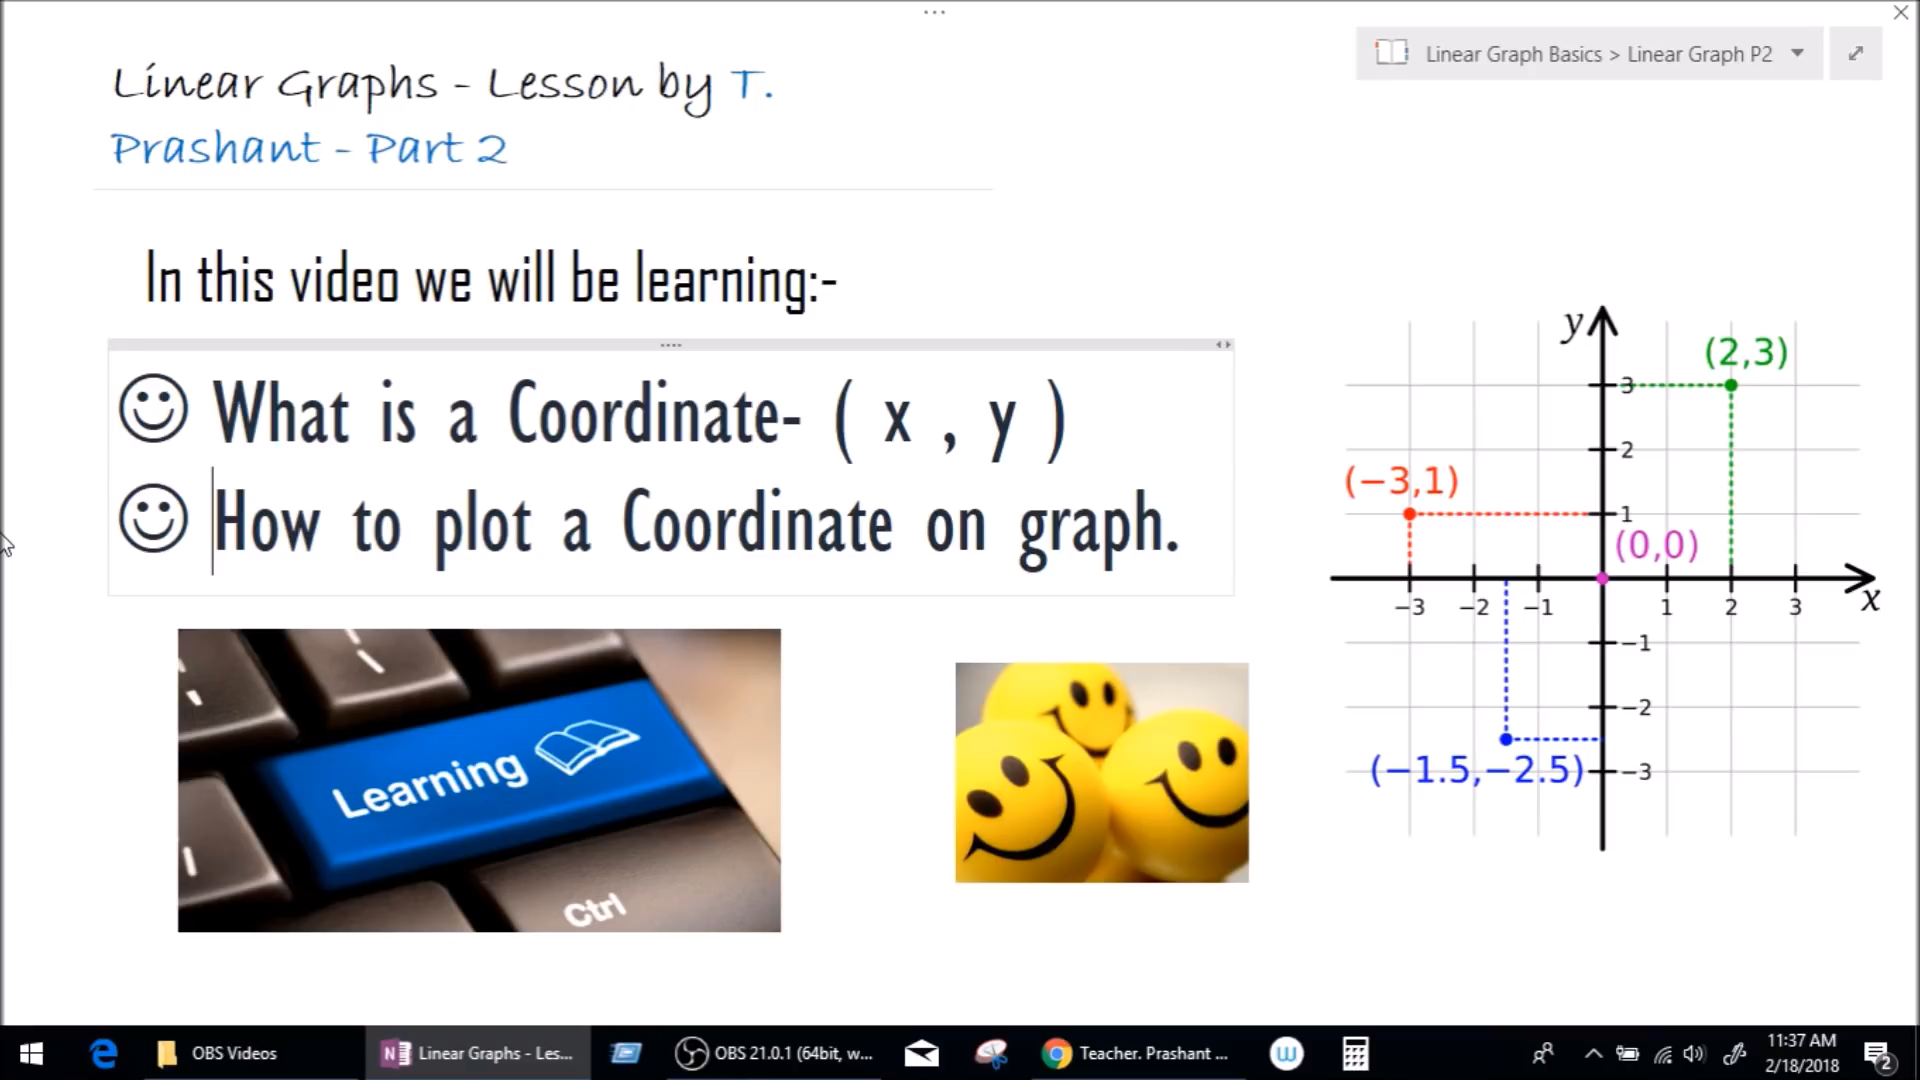 Linear Graphs - Lesson by T.
Prashant - Part 2
Linear Graph Basics > Linear Graph P2
In this video we will be learning:-
What is a Coordinate- ( x , y )
How to plot a Coordinate on graph.
Learning
Ctrl
y
(2,3)
3
2
(−3,1)
1
(0,0)
−3 −2 −1 1 2 3 x
−1
−2
(−1.5,−2.5)
−3
OBS Videos
Linear Graphs - Les...
OBS 21.0.1 (64bit, w...
Teacher. Prashant ...
11:37 AM
2/18/2018
2